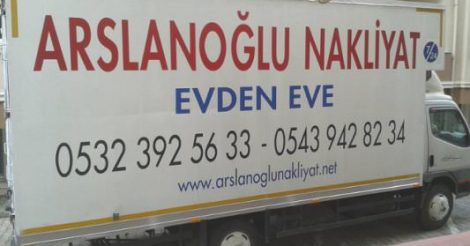 ARSLANOĞLU NAKLİYAT
EVDEN EVE
0532 392 56 33 - 0543 942 82 34
www.arslanoglunakliyat.net